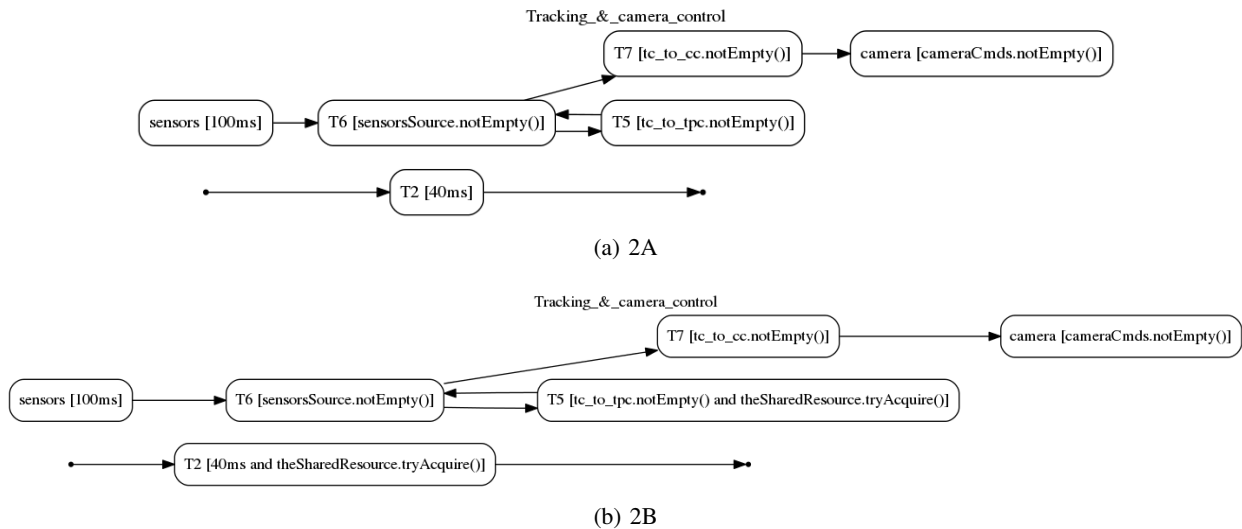 Tracking_&_camera_control
T7 [tc_to_cc.notEmpty()]
camera [cameraCmds.notEmpty()]
sensors [100ms]
T6 [sensorsSource.notEmpty()]
T5 [tc_to_tpc.notEmpty()]
T2 [40ms]
(a) 2A
Tracking_&_camera_control
T7 [tc_to_cc.notEmpty()]
camera [cameraCmds.notEmpty()]
sensors [100ms]
T6 [sensorsSource.notEmpty()]
T5 [tc_to_tpc.notEmpty() and theSharedResource.tryAcquire()]
T2 [40ms and theSharedResource.tryAcquire()]
(b) 2B